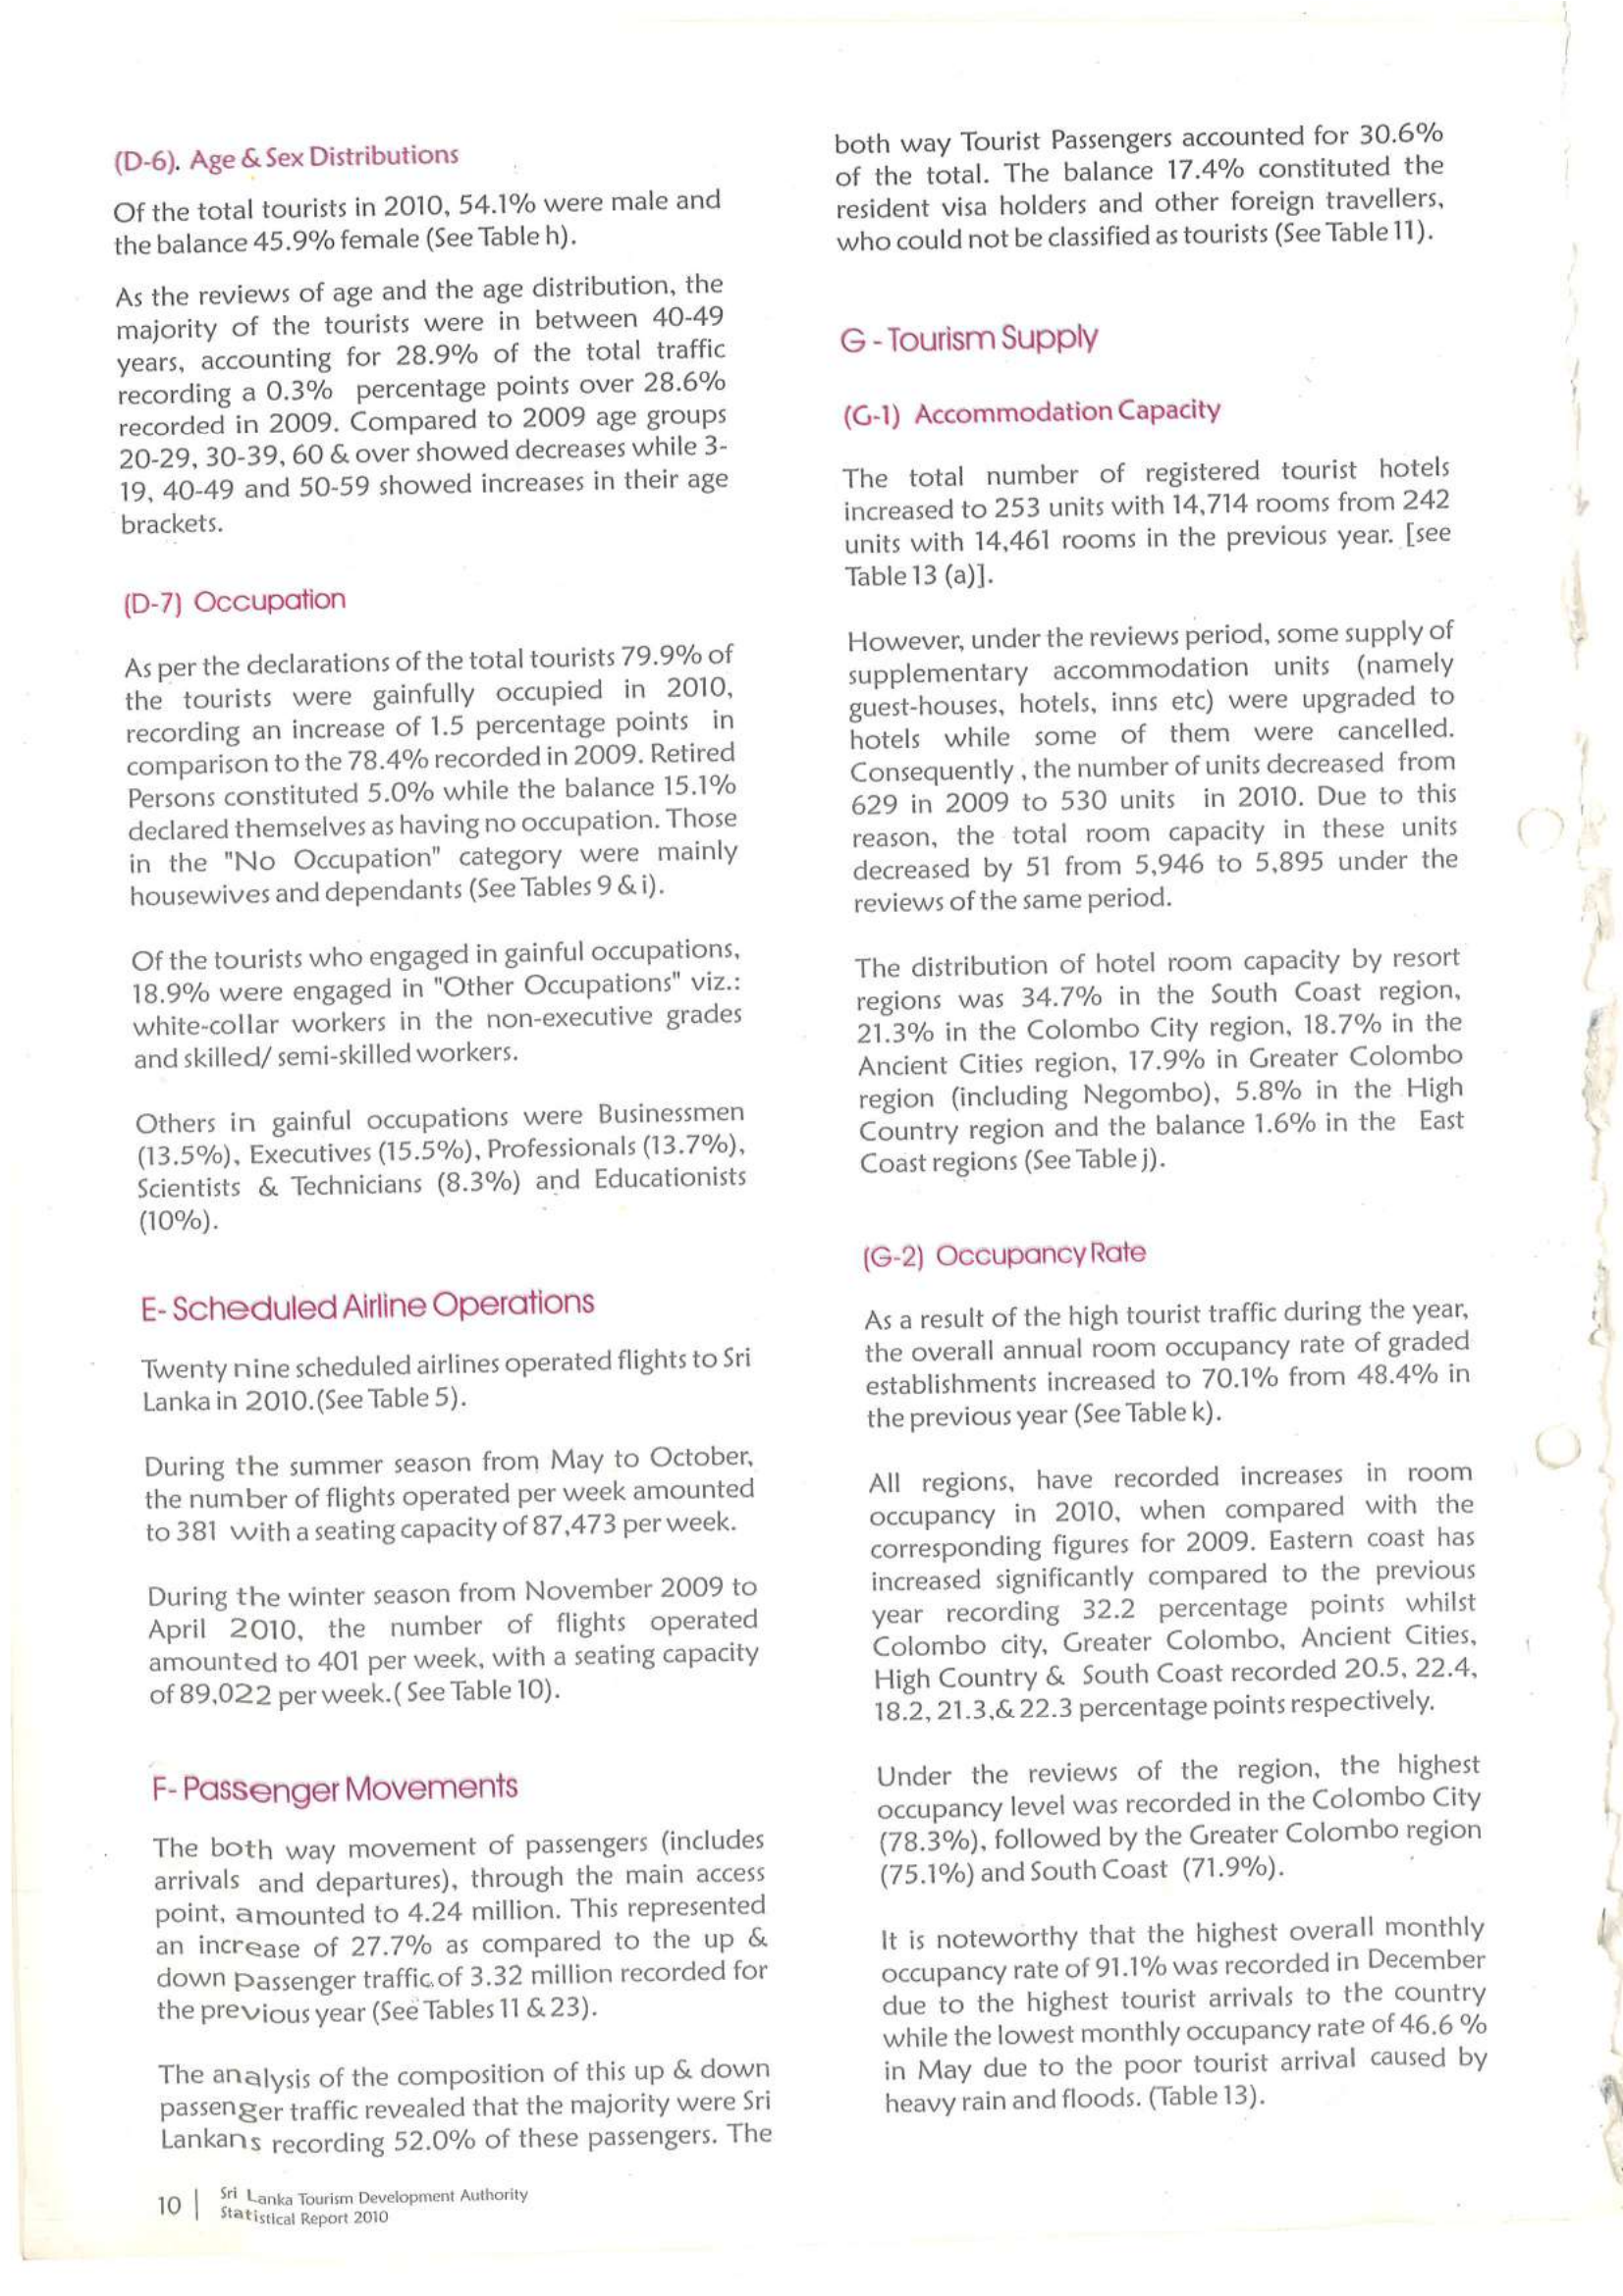 (D-6). Age & Sex Distributions
Of the total tourists in 2010, 54.1% were male and
the balance 45.9% female (See Table h).
As the reviews of age and the age distribution, the
majority of the tourists were in between 40-49
years, accounting for 28.9% of the total traffic
recording a 0.3% percentage points over 28.6%
recorded in 2009. Compared to 2009 age groups
20-29, 30-39, 60 & over showed decreases while 3-
19, 40-49 and 50-59 showed increases in their age
brackets.
(D-7) Occupation
As per the declarations of the total tourists 79.9% of
the tourists were gainfully occupied in 2010,
recording an increase of 1.5 percentage points in
comparison to the 78.4% recorded in 2009. Retired
Persons constituted 5.0% while the balance 15.1%
declared themselves as having no occupation. Those
in the "No Occupation" category were mainly
housewives and dependants (See Tables 9 & i).
Of the tourists who engaged in gainful occupations,
18.9% were engaged in "Other Occupations" viz.:
white-collar workers in the non-executive grades
and skilled/ semi-skilled workers.
Others in gainful occupations were Businessmen
(13.5%), Executives (15.5%), Professionals (13.7%),
Scientists & Technicians (8.3%) and Educationists
(10%).
E- Scheduled Airline Operations
Twenty nine scheduled airlines operated flights to Sri
Lanka in 2010.(See Table 5).
During the summer season from May to October,
the number of flights operated per week amounted
to 381 with a seating capacity of 87,473 per week.
During the winter season from November 2009 to
April 2010, the number of flights operated
amounted to 401 per week, with a seating capacity
of 89,022 per week.( See Table 10).
F- Passenger Movements
The both way movement of passengers (includes
arrivals and departures), through the main access
point, amounted to 4.24 million. This represented
an increase of 27.7% as compared to the up &
down passenger traffic of 3.32 million recorded for
the previous year (See Tables 11 & 23).
The analysis of the composition of this up & down
passenger traffic revealed that the majority were Sri
Lankans recording 52.0% of these passengers. The
both way Tourist Passengers accounted for 30.6%
of the total. The balance 17.4% constituted the
resident visa holders and other foreign travellers,
who could not be classified as tourists (See Table 11).
G - Tourism Supply
(G-1) Accommodation Capacity
The total number of registered tourist hotels
increased to 253 units with 14,714 rooms from 242
units with 14,461 rooms in the previous year. [see
Table 13 (a)].
However, under the reviews period, some supply of
supplementary accommodation units (namely
guest-houses, hotels, inns etc) were upgraded to
hotels while some of them were cancelled.
Consequently , the number of units decreased from
629 in 2009 to 530 units in 2010. Due to this
reason, the total room capacity in these units
decreased by 51 from 5,946 to 5,895 under the
reviews of the same period.
The distribution of hotel room capacity by resort
regions was 34.7% in the South Coast region,
21.3% in the Colombo City region, 18.7% in the
Ancient Cities region, 17.9% in Greater Colombo
region (including Negombo), 5.8% in the High
Country region and the balance 1.6% in the East
Coast regions (See Table j).
(G-2) Occupancy Rate
As a result of the high tourist traffic during the year,
the overall annual room occupancy rate of graded
establishments increased to 70.1% from 48.4% in
the previous year (See Table k).
All regions, have recorded increases in room
occupancy in 2010, when compared with the
corresponding figures for 2009. Eastern coast has
increased significantly compared to the previous
year recording 32.2 percentage points whilst
Colombo city, Greater Colombo, Ancient Cities,
High Country & South Coast recorded 20.5, 22.4,
18.2, 21.3,& 22.3 percentage points respectively.
Under the reviews of the region, the highest
occupancy level was recorded in the Colombo City
(78.3%), followed by the Greater Colombo region
(75.1%) and South Coast (71.9%).
It is noteworthy that the highest overall monthly
occupancy rate of 91.1% was recorded in December
due to the highest tourist arrivals to the country
while the lowest monthly occupancy rate of 46.6 %
in May due to the poor tourist arrival caused by
heavy rain and floods. (Table 13).
10 | Sri Lanka Tourism Development Authority
Statistical Report 2010